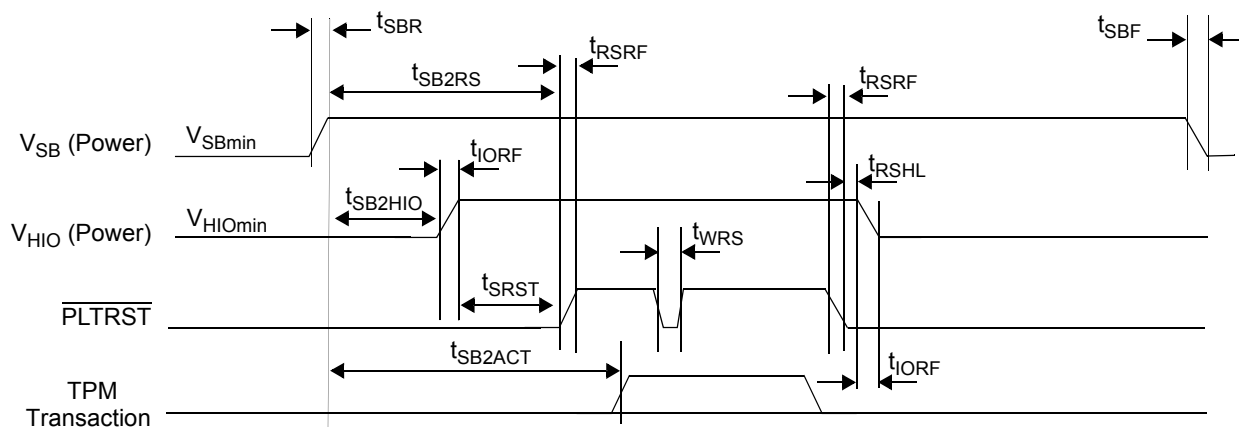 tSBR
tSBF
tRSRF
tSB2RS
tRSRF
VSB (Power)
VSBmin
tIORF
tRSHL
tSB2HIO
VHIO (Power)
VHIOmin
tWRS
tSRST
PLTRST
tSB2ACT
tIORF
TPM
Transaction